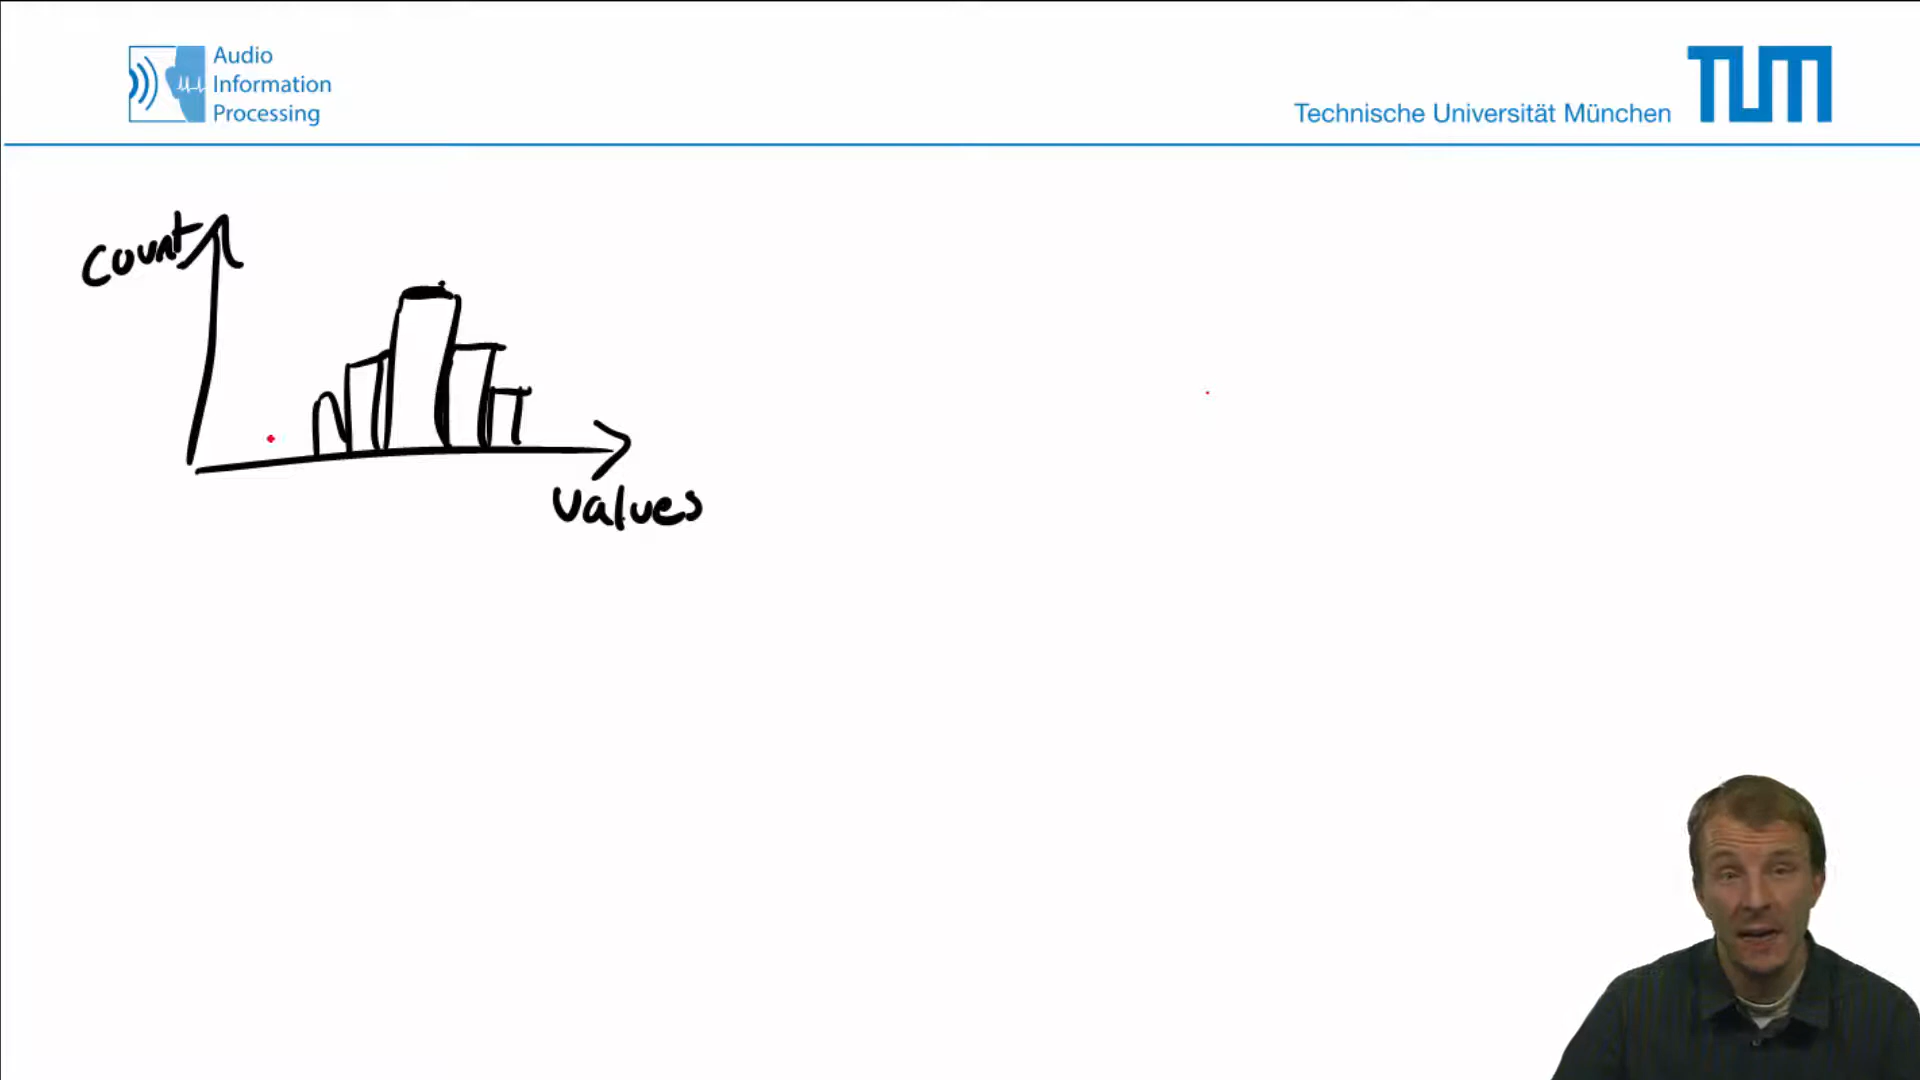 Audio
Information
Processing
Technische Universität München
TUM
count
values